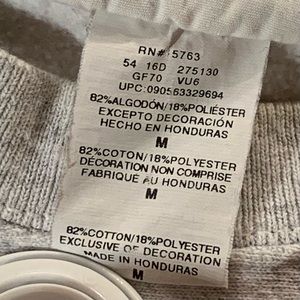 RN# 5763
54 16D 275130
GF70 VU6
UPC:090563329694
82%ALGODÓN/18%POLIÉSTER
EXCEPTO DECORACIÓN
HECHO EN HONDURAS
M
82%COTON/18%POLYESTER
DÉCORATION NON COMPRISE
FABRIQUE AU HONDURAS
M
82%COTTON/18%POLYESTER
EXCLUSIVE OF DECORATION
MADE IN HONDURAS
M